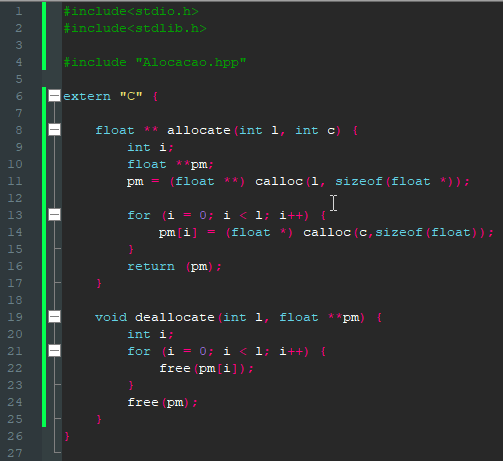 1 #include<stdio.h>
2 #include<stdlib.h>
3
4 #include "Alocacao.hpp"
5
6 extern "C" {
7
8 float ** allocate(int l, int c) {
9 int i;
10 float **pm;
11 pm = (float **) calloc(l, sizeof(float *));
12
13 for (i = 0; i < l; i++) {
14 pm[i] = (float *) calloc(c,sizeof(float));
15 }
16 return (pm);
17 }
18
19 void deallocate(int l, float **pm) {
20 int i;
21 for (i = 0; i < l; i++) {
22 free(pm[i]);
23 }
24 free(pm);
25 }
26 }
27